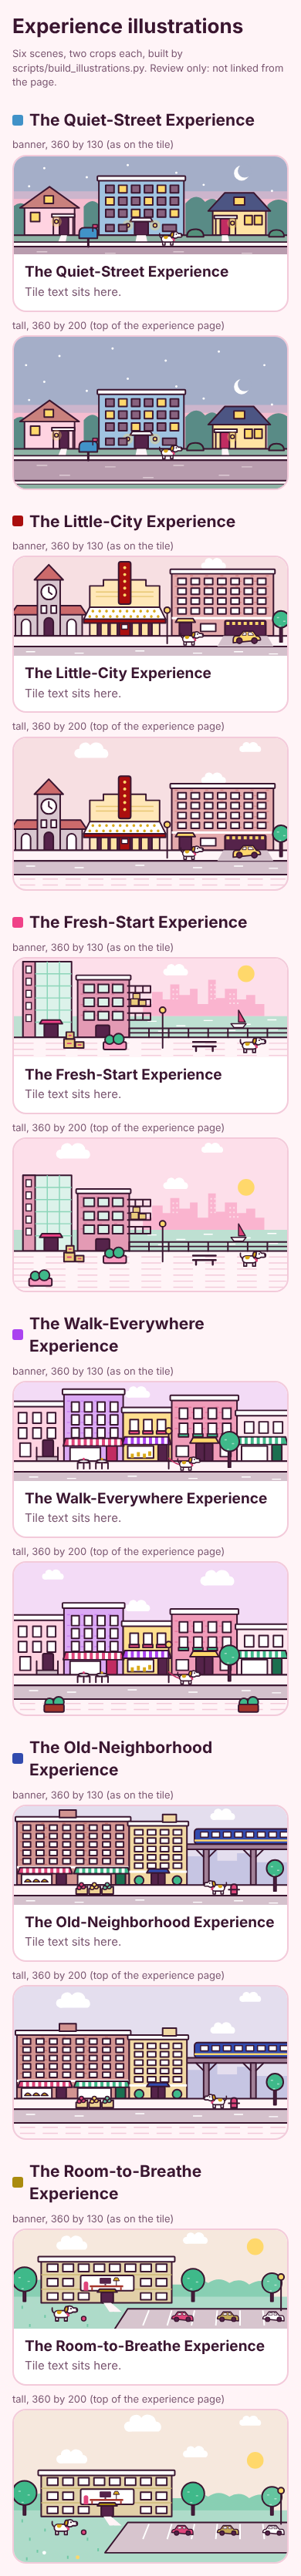 Experience illustrations
Six scenes, two crops each, built by
scripts/build_illustrations.py. Review only: not linked from
the page.
The Quiet-Street Experience
banner, 360 by 130 (as on the tile)
The Quiet-Street Experience
Tile text sits here.
tall, 360 by 200 (top of the experience page)
The Little-City Experience
banner, 360 by 130 (as on the tile)
The Little-City Experience
Tile text sits here.
tall, 360 by 200 (top of the experience page)
The Fresh-Start Experience
banner, 360 by 130 (as on the tile)
The Fresh-Start Experience
Tile text sits here.
tall, 360 by 200 (top of the experience page)
The Walk-Everywhere
Experience
banner, 360 by 130 (as on the tile)
The Walk-Everywhere Experience
Tile text sits here.
tall, 360 by 200 (top of the experience page)
The Old-Neighborhood
Experience
banner, 360 by 130 (as on the tile)
The Old-Neighborhood Experience
Tile text sits here.
tall, 360 by 200 (top of the experience page)
The Room-to-Breathe
Experience
banner, 360 by 130 (as on the tile)
The Room-to-Breathe Experience
Tile text sits here.
tall, 360 by 200 (top of the experience page)